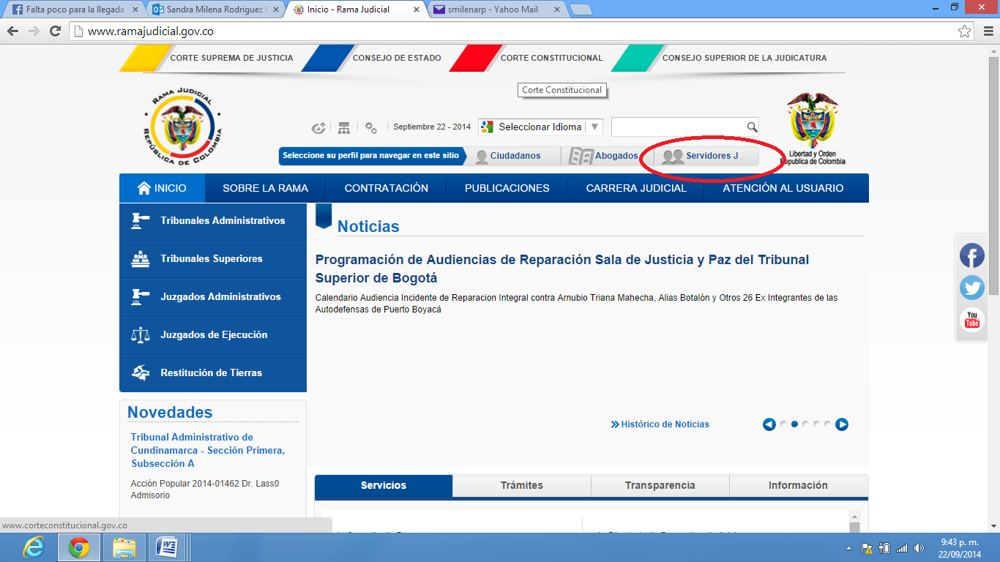 Falta poco para la llegada
Sandra Milena Rodriguez
Inicio - Rama Judicial
smilenarp - Yahoo Mail
www.ramajudicial.gov.co
CORTE SUPREMA DE JUSTICIA
CONSEJO DE ESTADO
CORTE CONSTITUCIONAL
CONSEJO SUPERIOR DE LA JUDICATURA
Corte Constitucional
RAMA JUDICIAL
REPÚBLICA DE COLOMBIA
Septiembre 22 - 2014
Seleccionar Idioma
Libertad y Orden
Republica de Colombia
Seleccione su perfil para navegar en este sitio
Ciudadanos
Abogados
Servidores J
INICIO
SOBRE LA RAMA
CONTRATACIÓN
PUBLICACIONES
CARRERA JUDICIAL
ATENCIÓN AL USUARIO
Tribunales Administrativos
Tribunales Superiores
Juzgados Administrativos
Juzgados de Ejecución
Restitución de Tierras
Noticias
Programación de Audiencias de Reparación Sala de Justicia y Paz del Tribunal
Superior de Bogotá
Calendario Audiencia Incidente de Reparacion Integral contra Arnubio Triana Mahecha, Alias Botalón y Otros 26 Ex Integrantes de las
Autodefensas de Puerto Boyacá
Histórico de Noticias
You
Tube
Novedades
Tribunal Administrativo de
Cundinamarca - Sección Primera,
Subsección A
Acción Popular 2014-01462 Dr. Lass0
Admisorio
Servicios
Trámites
Transparencia
Información
www.corteconstitucional.gov.co
9:43 p. m.
22/09/2014